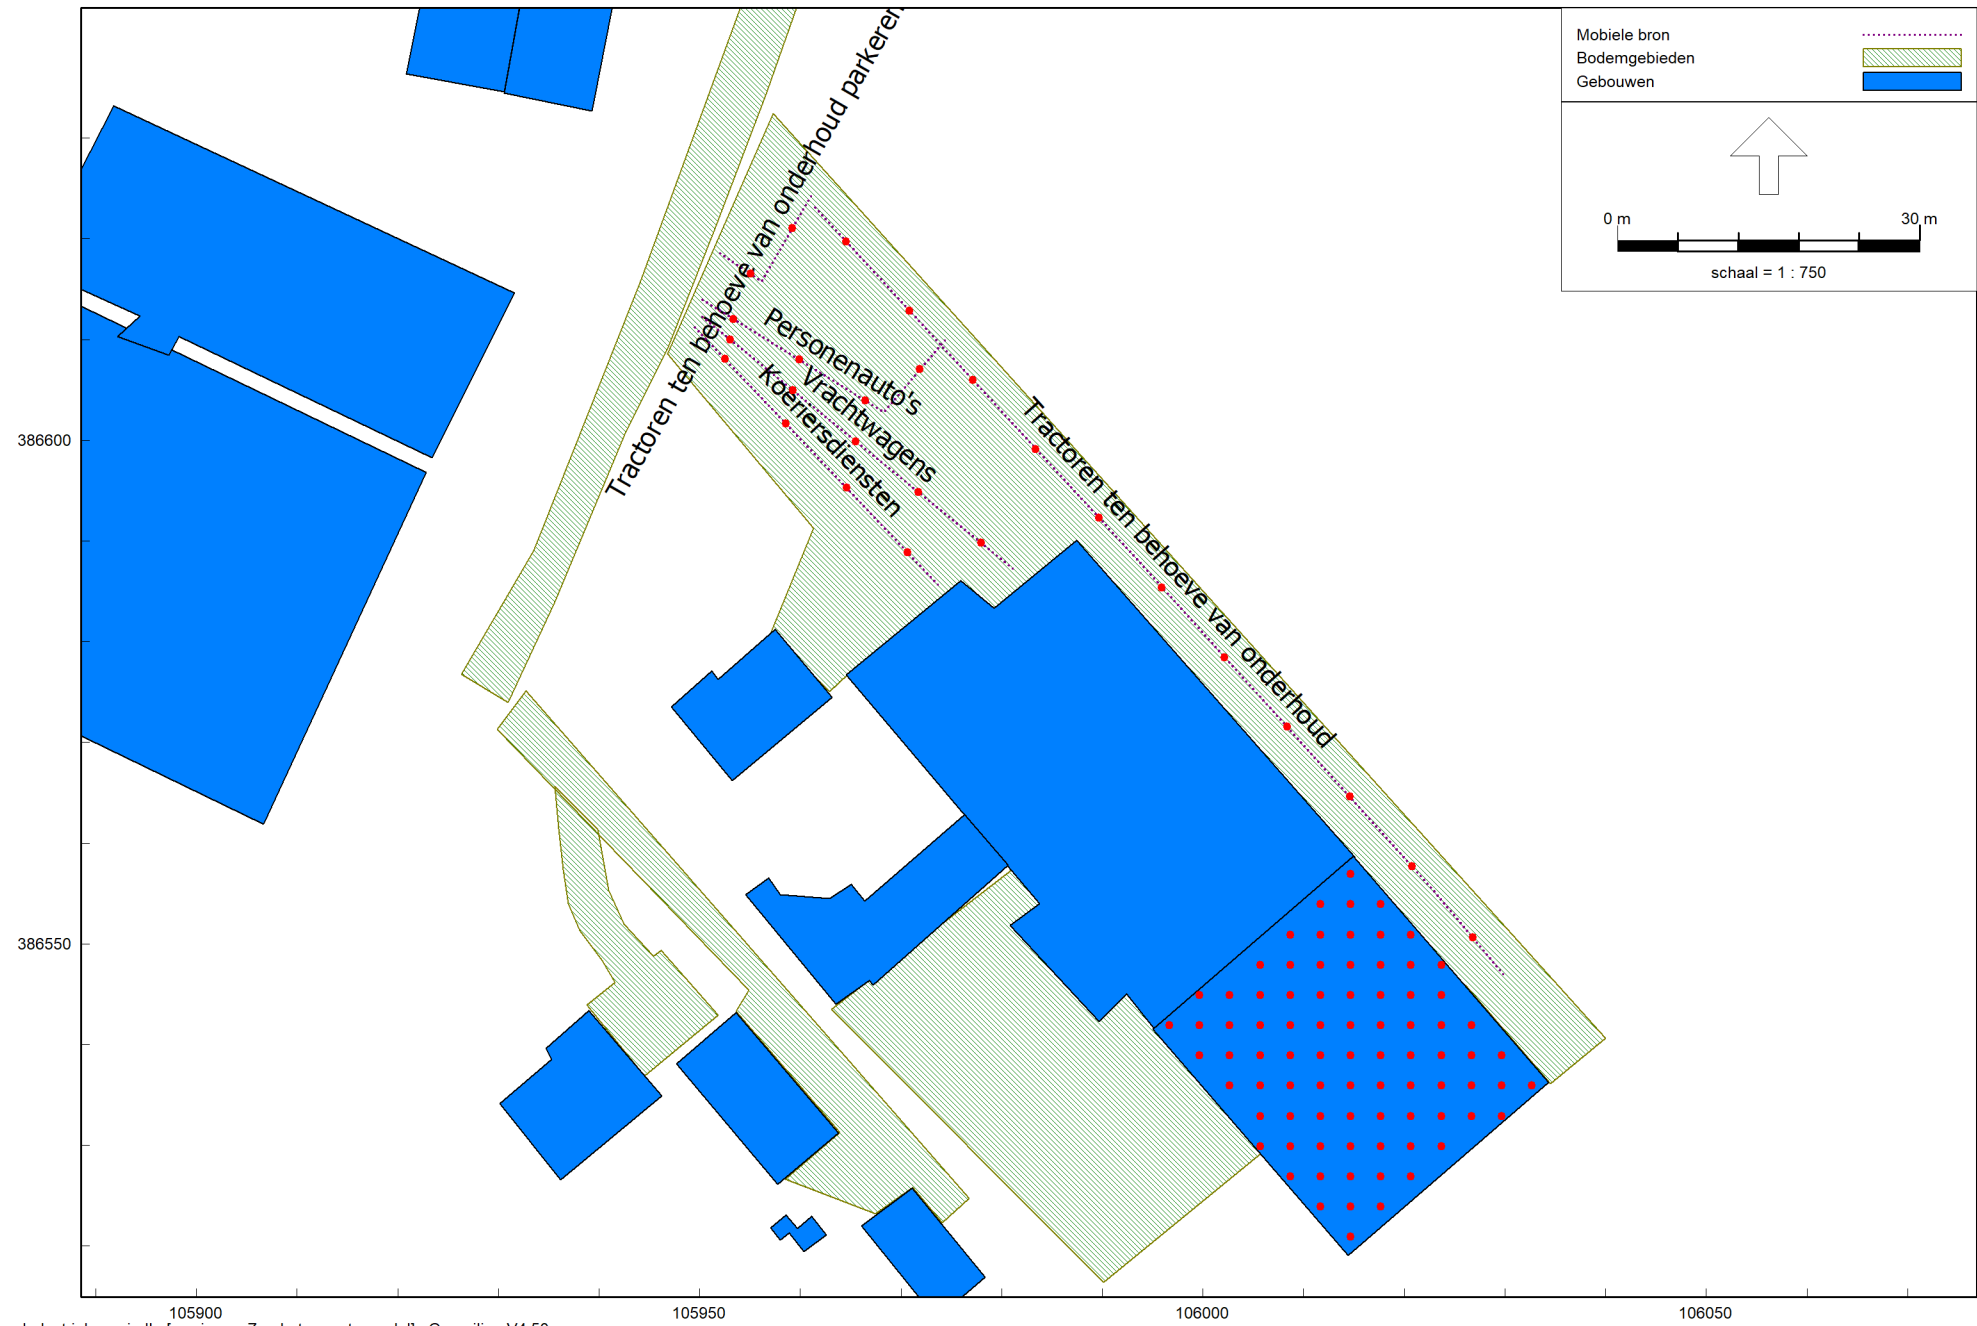 Mobiele bron
Bodemgebieden
Gebouwen
0 m 30 m
schaal = 1 : 750
Tractoren ten behoeve van onderhoud parkeren
Personenauto's
Vrachtwagens
Koeriersdiensten
Tractoren ten behoeve van onderhoud
386600
386550
105900 105950 106000 106050